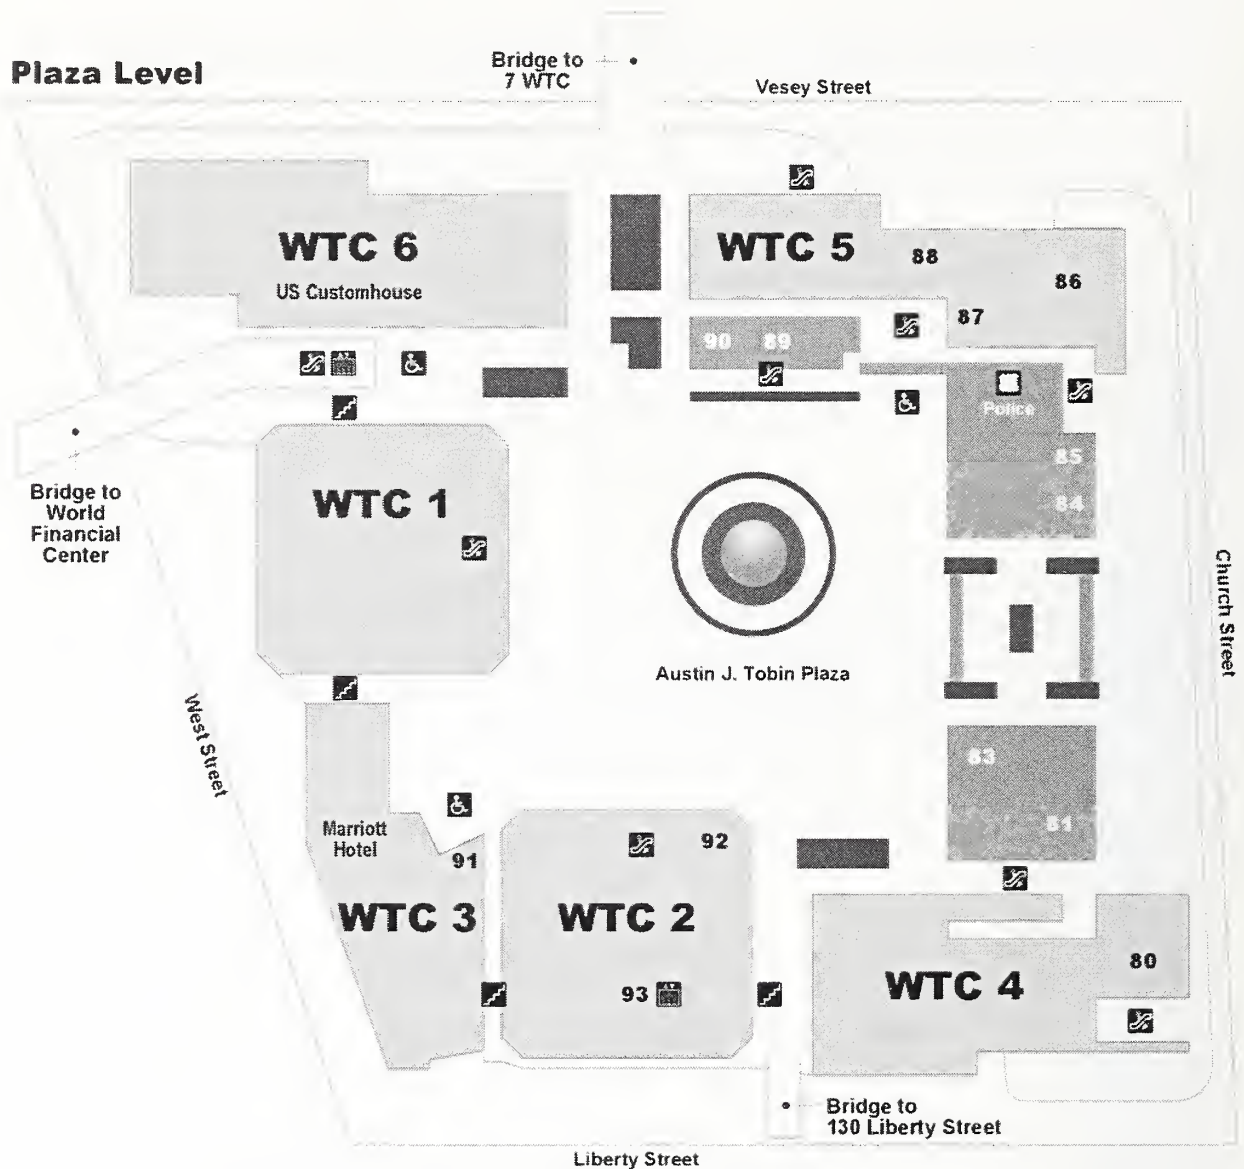 Plaza Level
Bridge to
7 WTC
Vesey Street
WTC 6
US Customhouse
WTC 5
88
86
87
90
89
Police
85
84
Bridge to
World
Financial
Center
WTC 1
Church Street
Austin J. Tobin Plaza
West Street
83
81
Marriott
Hotel
91
92
WTC 3
WTC 2
93
WTC 4
80
Bridge to
130 Liberty Street
Liberty Street